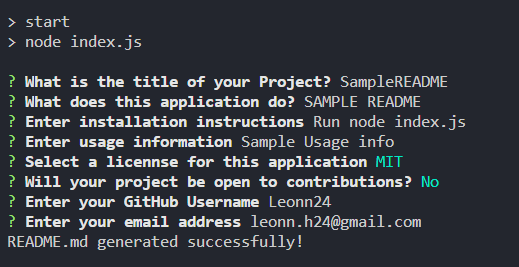 > start
> node index.js
? What is the title of your Project? SampleREADME
? What does this application do? SAMPLE README
? Enter installation instructions Run node index.js
? Enter usage information Sample Usage info
? Select a licennse for this application MIT
? Will your project be open to contributions? No
? Enter your GitHub Username Leonn24
? Enter your email address leonn.h24@gmail.com
README.md generated successfully!